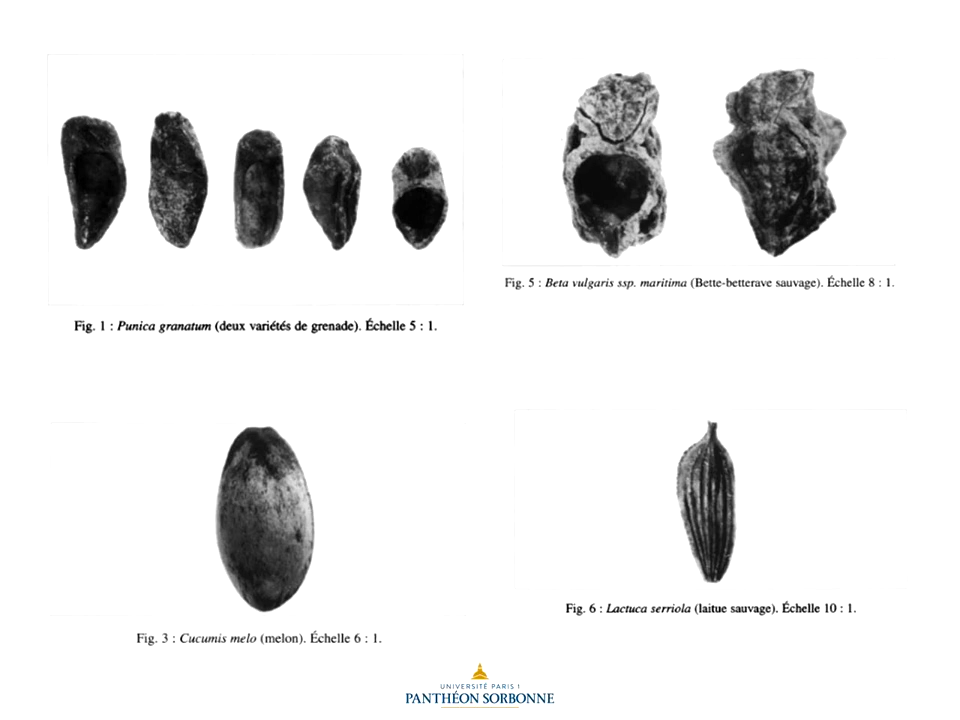 Fig. 5 : Beta vulgaris ssp. maritima (Bette-betterave sauvage). Échelle 8 : 1.
Fig. 1 : Punica granatum (deux variétés de grenade). Échelle 5 : 1.
Fig. 6 : Lactuca serriola (laitue sauvage). Échelle 10 : 1.
Fig. 3 : Cucumis melo (melon). Échelle 6 : 1.
UNIVERSITÉ PARIS 1
PANTHÉON SORBONNE